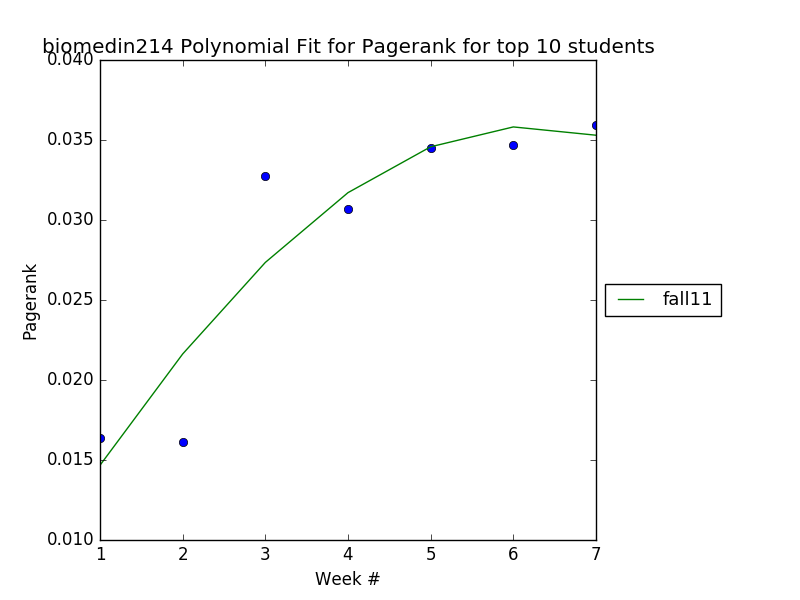 biomedin214 Polynomial Fit for Pagerank for top 10 students
0.040
0.035
0.030
0.025
0.020
0.015
0.010
Pagerank
1 2 3 4 5 6 7
Week #
fall11